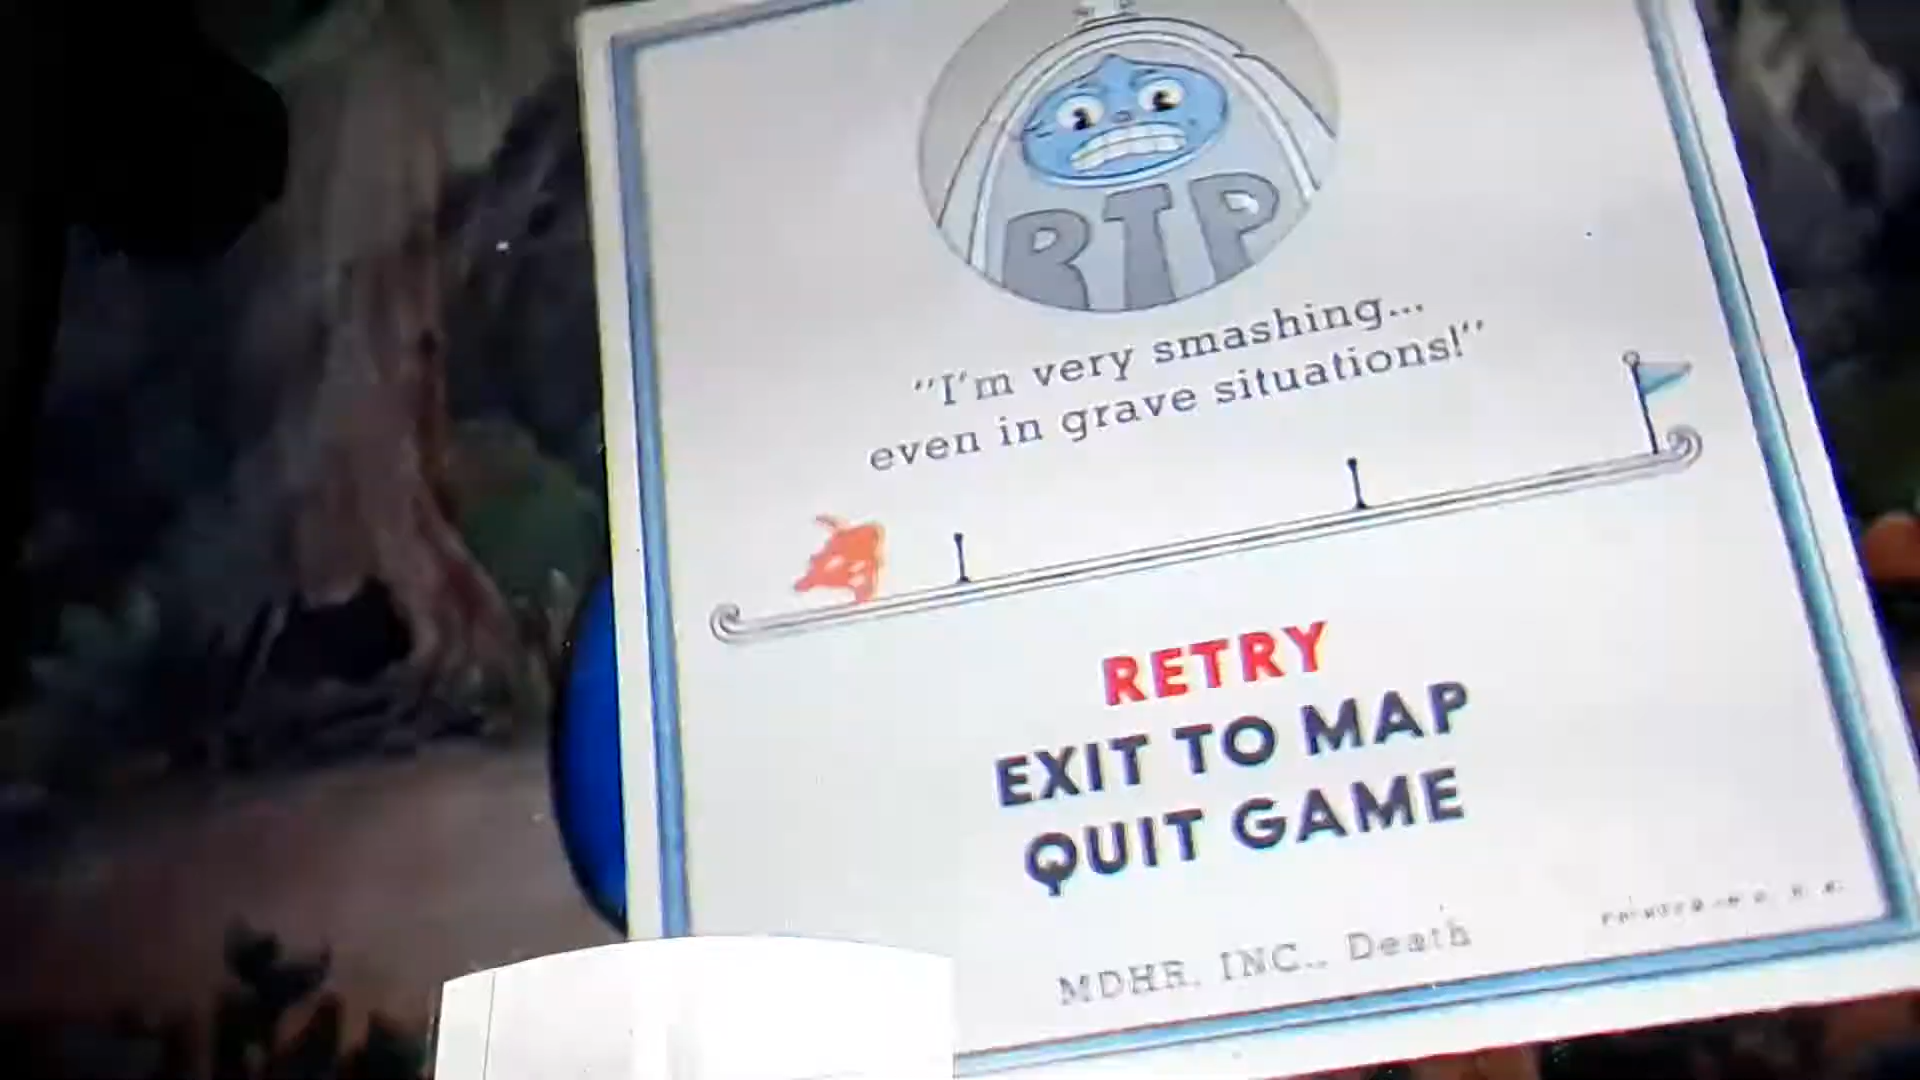 RIP
"I'm very smashing...
even in grave situations!"
RETRY
EXIT TO MAP
QUIT GAME
MDHR. INC., Death